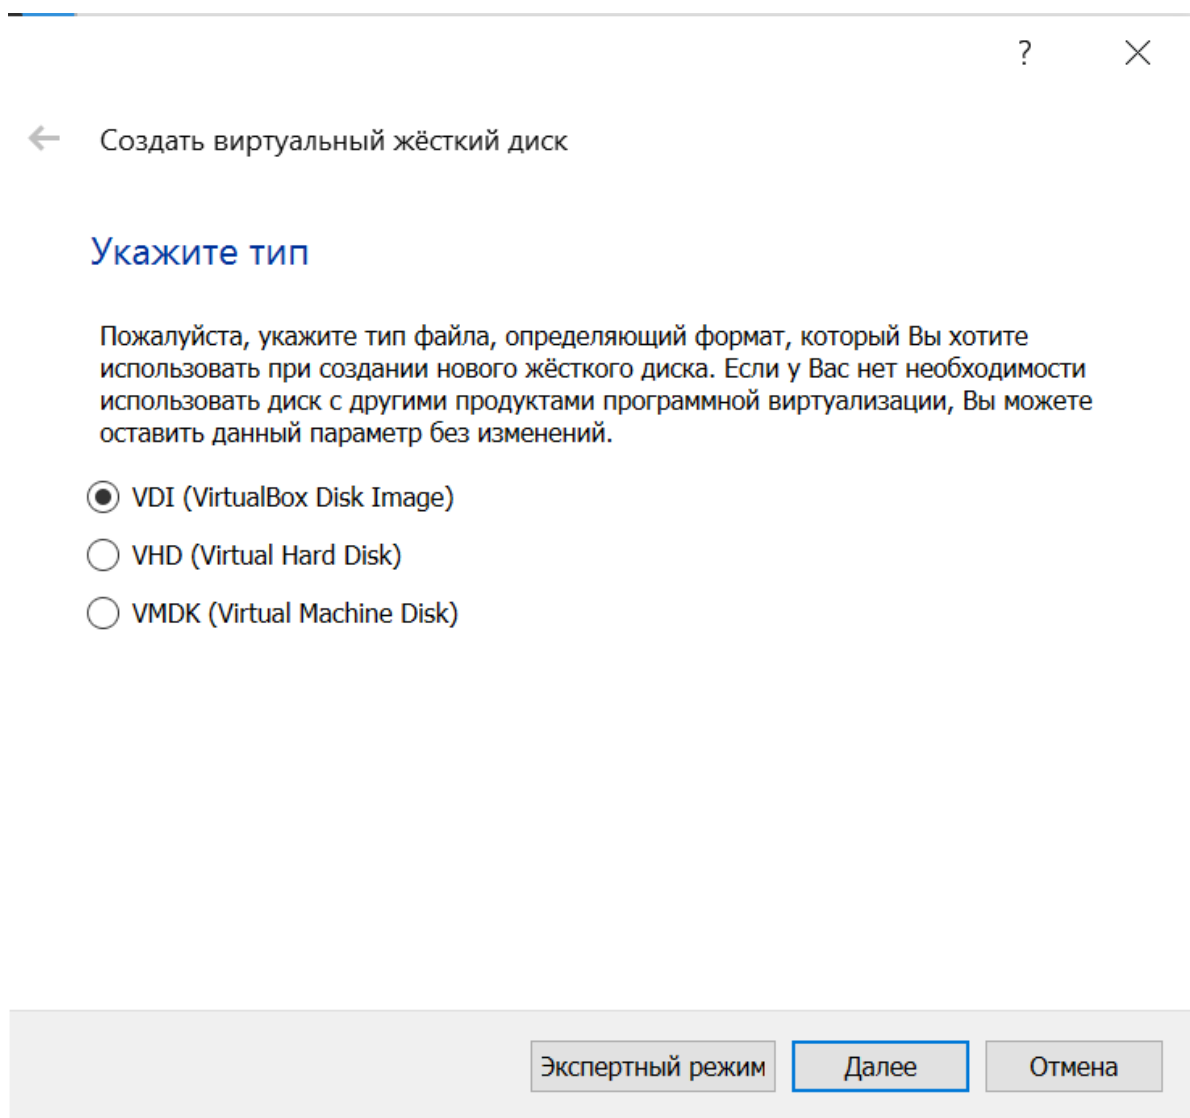 ?
Создать виртуальный жёсткий диск
Укажите тип
Пожалуйста, укажите тип файла, определяющий формат, который Вы хотите
использовать при создании нового жёсткого диска. Если у Вас нет необходимости
использовать диск с другими продуктами программной виртуализации, Вы можете
оставить данный параметр без изменений.
VDI (VirtualBox Disk Image)
VHD (Virtual Hard Disk)
VMDK (Virtual Machine Disk)
Экспертный режим Далее Отмена